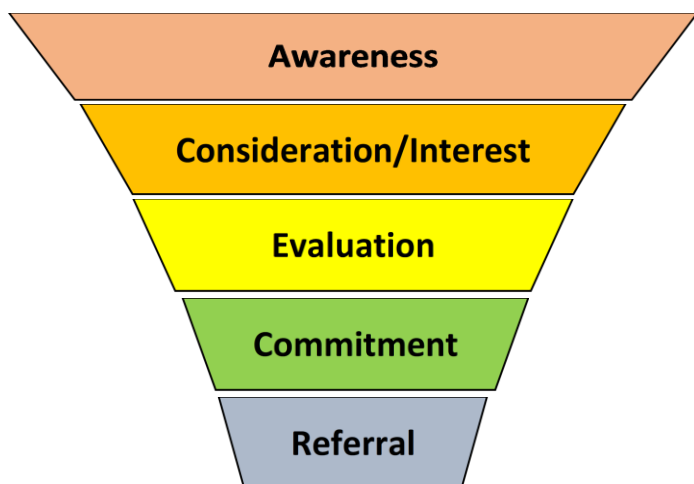 Awareness
Consideration/Interest
Evaluation
Commitment
Referral